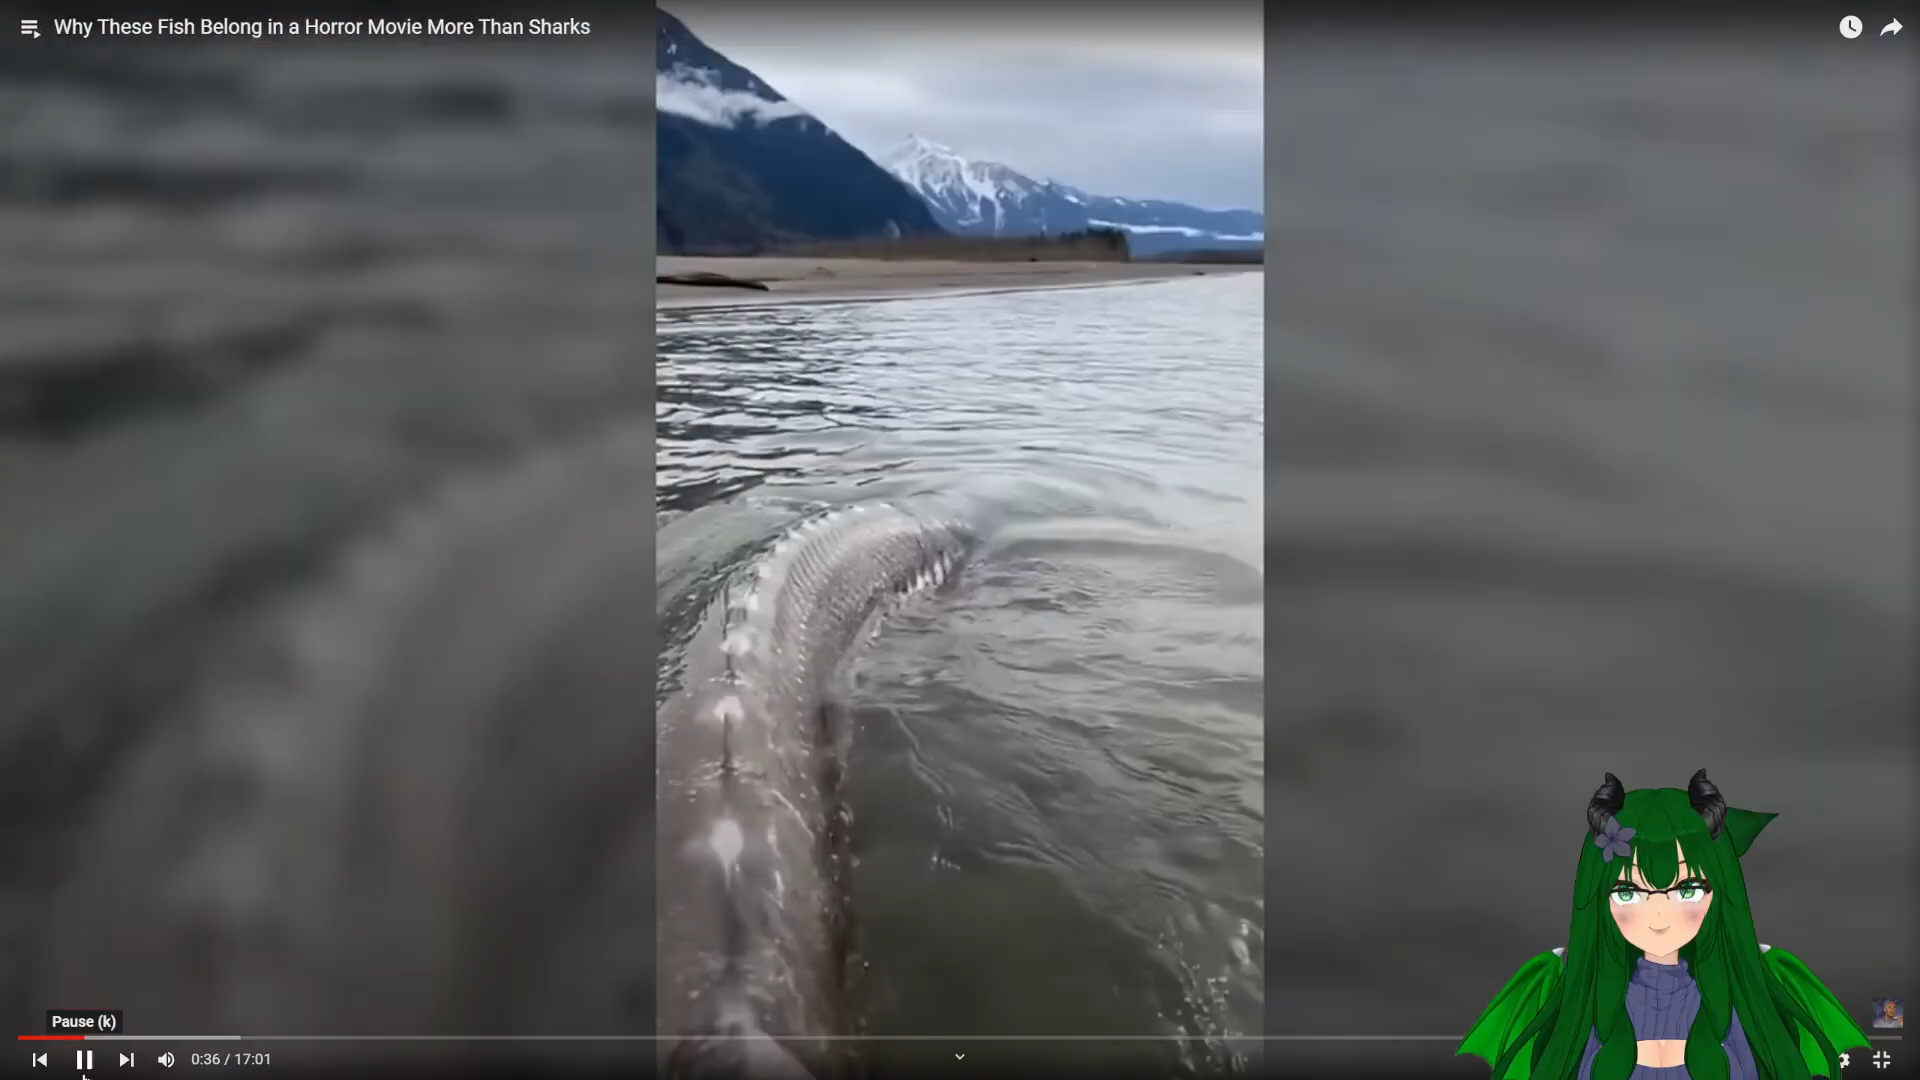 Why These Fish Belong in a Horror Movie More Than Sharks
Pause (k)
0:36 / 17:01